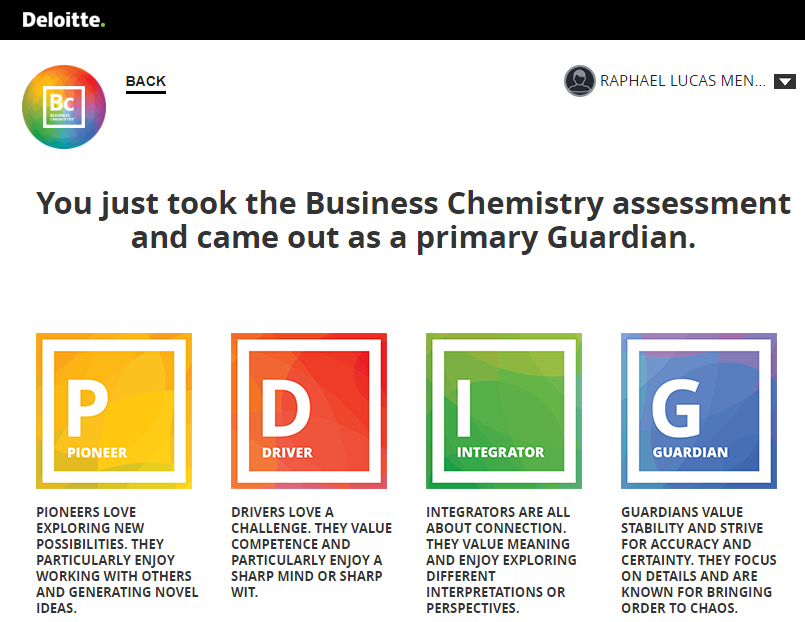 Deloitte.
Bc
BUSINESS
CHEMISTRY
BACK
RAPHAEL LUCAS MEN...
You just took the Business Chemistry assessment
and came out as a primary Guardian.
P
PIONEER
PIONEERS LOVE
EXPLORING NEW
POSSIBILITIES. THEY
PARTICULARLY ENJOY
WORKING WITH OTHERS
AND GENERATING NOVEL
IDEAS.
D
DRIVER
DRIVERS LOVE A
CHALLENGE. THEY VALUE
COMPETENCE AND
PARTICULARLY ENJOY A
SHARP MIND OR SHARP
WIT.
I
INTEGRATOR
INTEGRATORS ARE ALL
ABOUT CONNECTION.
THEY VALUE MEANING
AND ENJOY EXPLORING
DIFFERENT
INTERPRETATIONS OR
PERSPECTIVES.
G
GUARDIAN
GUARDIANS VALUE
STABILITY AND STRIVE
FOR ACCURACY AND
CERTAINTY. THEY FOCUS
ON DETAILS AND ARE
KNOWN FOR BRINGING
ORDER TO CHAOS.